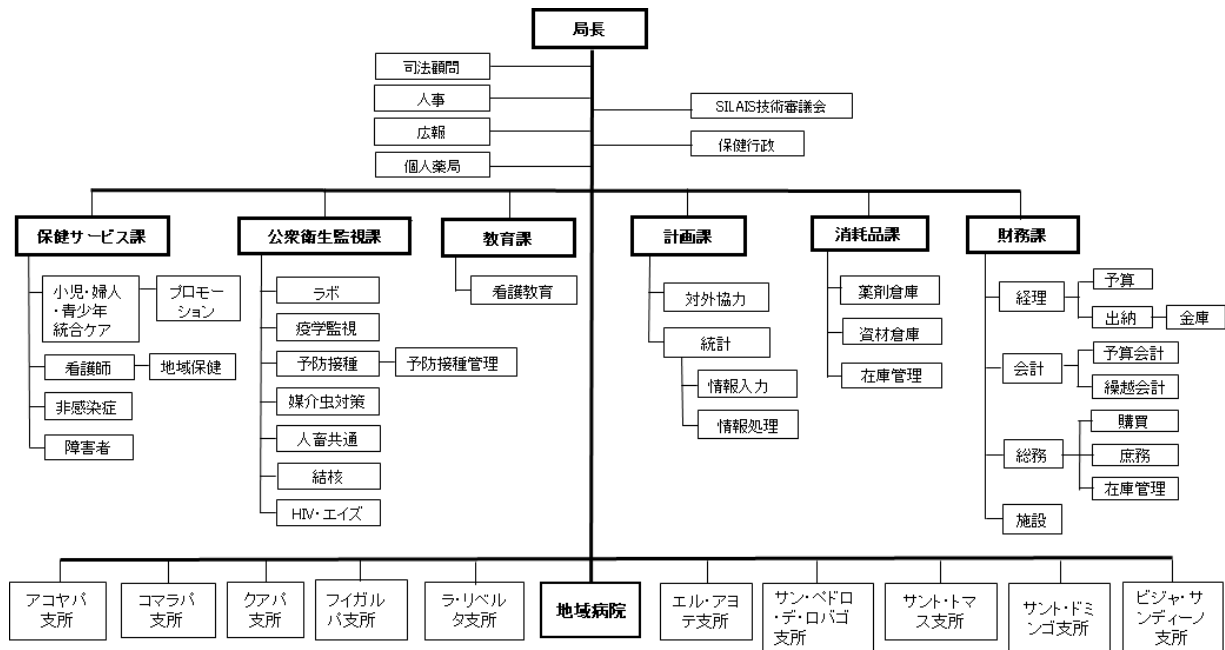 局長
司法顧問
人事
広報
個人薬局
SILAIS技術審議会
保健行政
保健サービス課
公衆衛生監視課
教育課
計画課
消耗品課
財務課
小児・婦人
・青少年
統合ケア
プロモー
ション
看護師
地域保健
非感染症
障害者
ラボ
疫学監視
予防接種
予防接種管理
媒介虫対策
人畜共通
結核
HIV・エイズ
看護教育
対外協力
統計
情報入力
情報処理
薬剤倉庫
資材倉庫
在庫管理
経理
予算
出納
金庫
会計
予算会計
繰越会計
総務
購買
庶務
在庫管理
施設
アコヤパ
支所
コマラパ
支所
クアパ
支所
フイガル
パ支所
ラ・リベル
タ支所
地域病院
エル・アヨ
テ支所
サン・ペドロ
・デ・ロバゴ
支所
サント・トマ
ス支所
サント・ドミ
ンゴ支所
ビジャ・サ
ンディーノ
支所